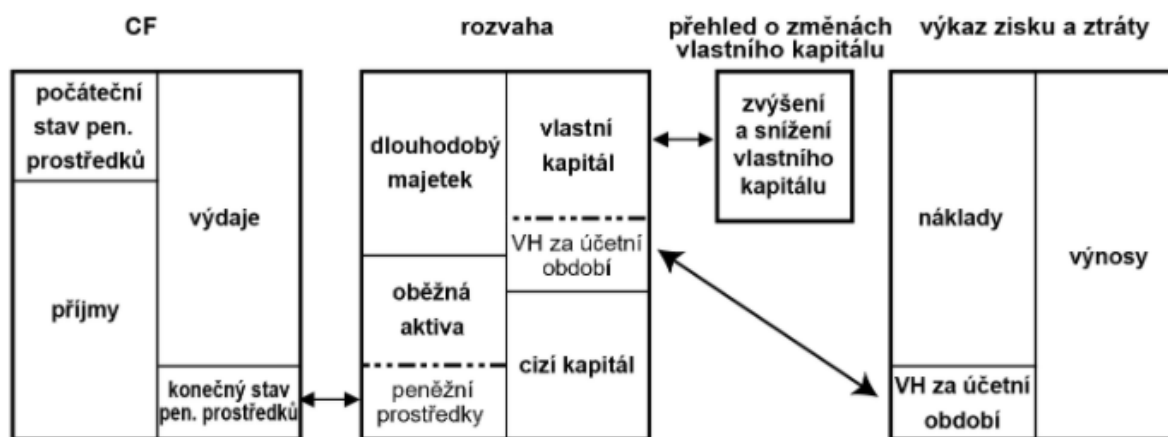 CF
rozvaha
přehled o změnách
vlastního kapitálu
výkaz zisku a ztráty
počáteční
stav pen.
prostředků
příjmy
výdaje
konečný stav
pen. prostředků
dlouhodobý
majetek
oběžná
aktiva
peněžní
prostředky
vlastní
kapitál
VH za účetní
období
cizí kapitál
zvýšení
a snížení
vlastního
kapitálu
náklady
VH za účetní
období
výnosy